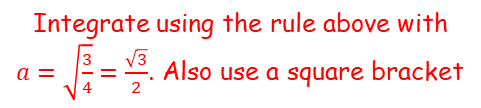 Integrate using the rule above with
a = √(3/4) = √3/2. Also use a square bracket